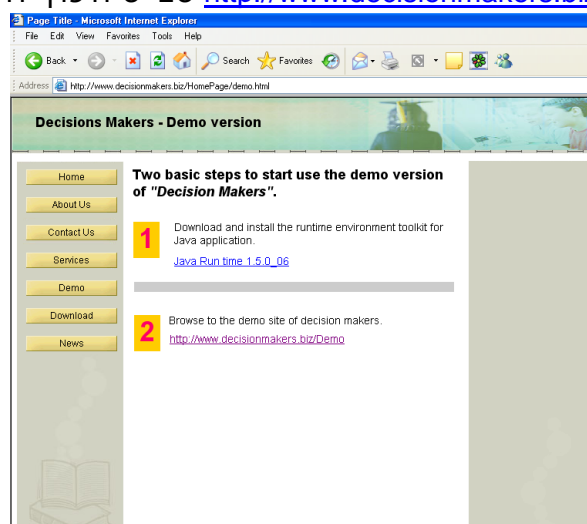 http://www.decisionmakers.bi
Page Title - Microsoft Internet Explorer
File Edit View Favorites Tools Help
Back Search Favorites
Address http://www.decisionmakers.biz/HomePage/demo.html
Decisions Makers - Demo version
Home
About Us
Contact Us
Services
Demo
Download
News
Two basic steps to start use the demo version
of "Decision Makers".
1
Download and install the runtime environment toolkit for
Java application.
Java Run time 1.5.0_06
2
Browse to the demo site of decision makers.
http://www.decisionmakers.biz/Demo